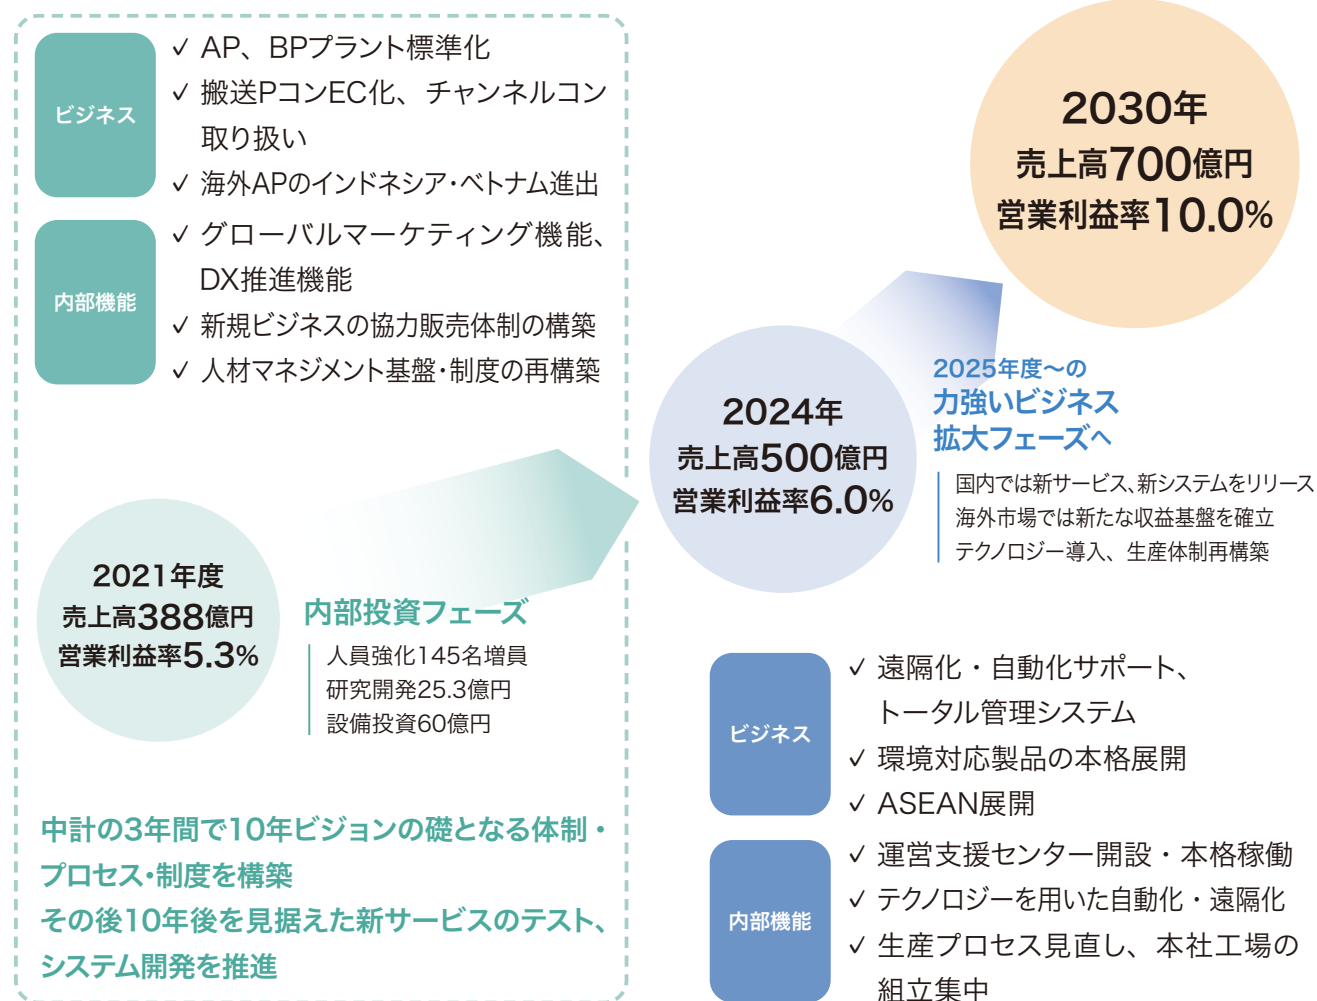 ビジネス
✓ AP、BPプラント標準化
✓ 搬送PコンEC化、チャンネルコン
取り扱い
✓ 海外APのインドネシア・ベトナム進出
内部機能
✓ グローバルマーケティング機能、
DX推進機能
✓ 新規ビジネスの協力販売体制の構築
✓ 人材マネジメント基盤・制度の再構築
2021年度
売上高388億円
営業利益率5.3%
内部投資フェーズ
人員強化145名増員
研究開発25.3億円
設備投資60億円
中計の3年間で10年ビジョンの礎となる体制・
プロセス・制度を構築
その後10年後を見据えた新サービスのテスト、
システム開発を推進
2024年
売上高500億円
営業利益率6.0%
2030年
売上高700億円
営業利益率10.0%
2025年度〜の
力強いビジネス
拡大フェーズへ
国内では新サービス、新システムをリリース
海外市場では新たな収益基盤を確立
テクノロジー導入、生産体制再構築
ビジネス
✓ 遠隔化・自動化サポート、
トータル管理システム
✓ 環境対応製品の本格展開
✓ ASEAN展開
内部機能
✓ 運営支援センター開設・本格稼働
✓ テクノロジーを用いた自動化・遠隔化
✓ 生産プロセス見直し、本社工場の
組立集中